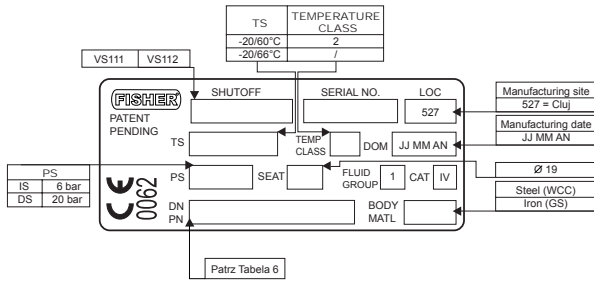 TS TEMPERATURE CLASS
-20/60°C 2
-20/66°C /
VS111 VS112
FISHER
PATENT PENDING
SHUTOFF
SERIAL NO.
LOC
527
Manufacturing site
527 = Cluj
Manufacturing date
JJ MM AN
TS
TEMP CLASS
DOM JJ MM AN
PS
IS 6 bar
DS 20 bar
CE 0062
PS
SEAT
FLUID GROUP 1
CAT IV
Ø 19
Steel (WCC)
Iron (GS)
DN
PN
BODY MATL
Patrz Tabela 6